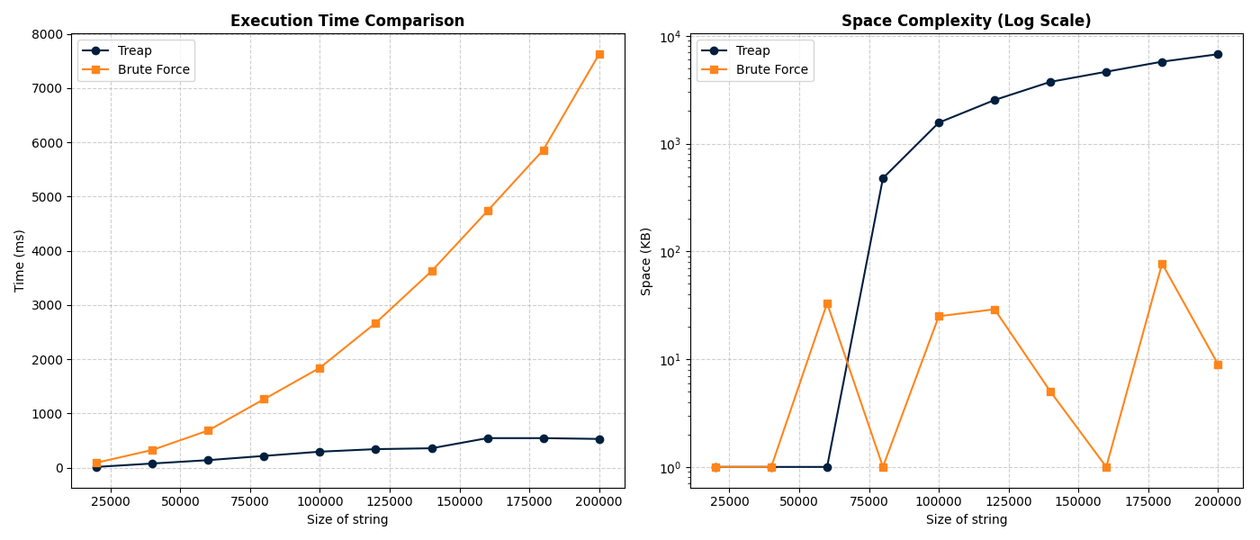 Execution Time Comparison
Treap
Brute Force
8000
7000
6000
5000
4000
3000
2000
1000
0
Time (ms)
25000 50000 75000 100000 125000 150000 175000 200000
Size of string
Space Complexity (Log Scale)
Treap
Brute Force
10⁴
10³
10²
10¹
10⁰
Space (KB)
25000 50000 75000 100000 125000 150000 175000 200000
Size of string